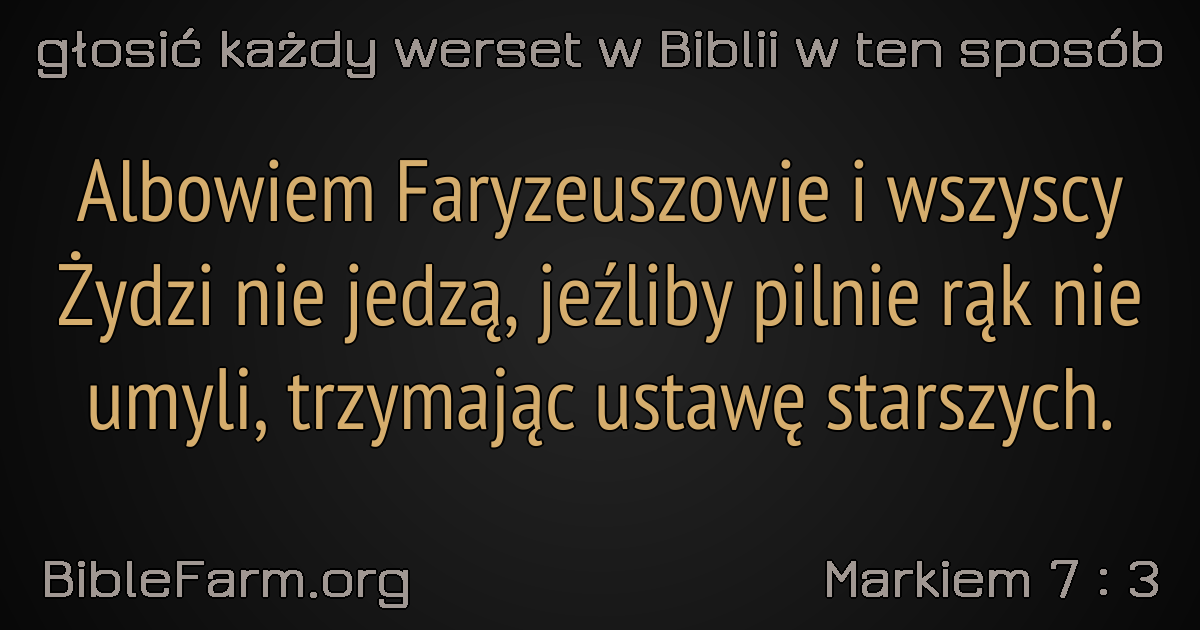 głosić każdy werset w Biblii w ten sposób
Albowiem Faryzeuszowie i wszyscy
Żydzi nie jedzą, jeźliby pilnie rąk nie
umyli, trzymając ustawę starszych.
BibleFarm.org
Markiem 7 : 3